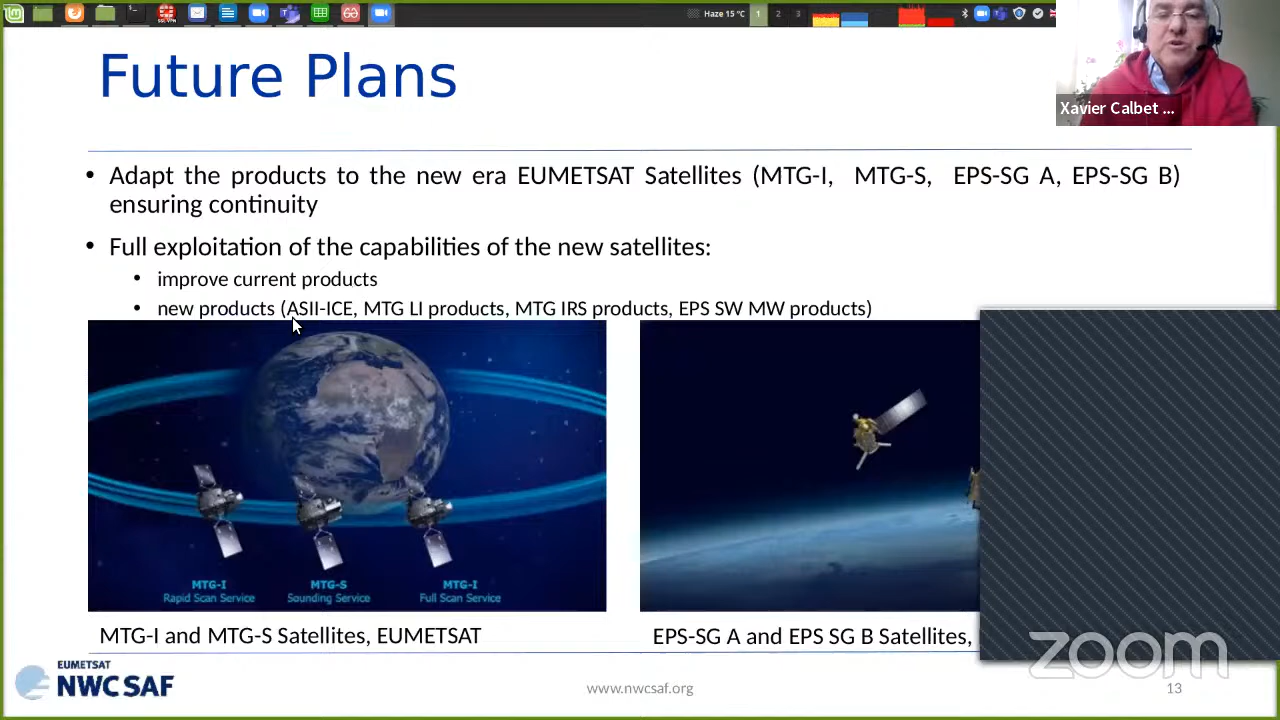 Haze 15 °C 1 2 3
Future Plans
Xavier Calbet ...
• Adapt the products to the new era EUMETSAT Satellites (MTG-I, MTG-S, EPS-SG A, EPS-SG B)
ensuring continuity
• Full exploitation of the capabilities of the new satellites:
• improve current products
• new products (ASII-ICE, MTG LI products, MTG IRS products, EPS SW MW products)
MTG-I
Rapid Scan Service
MTG-S
Sounding Service
MTG-I
Full Scan Service
MTG-I and MTG-S Satellites, EUMETSAT
EPS-SG A and EPS SG B Satellites,
EUMETSAT
NWC SAF
www.nwcsaf.org
13
zoom